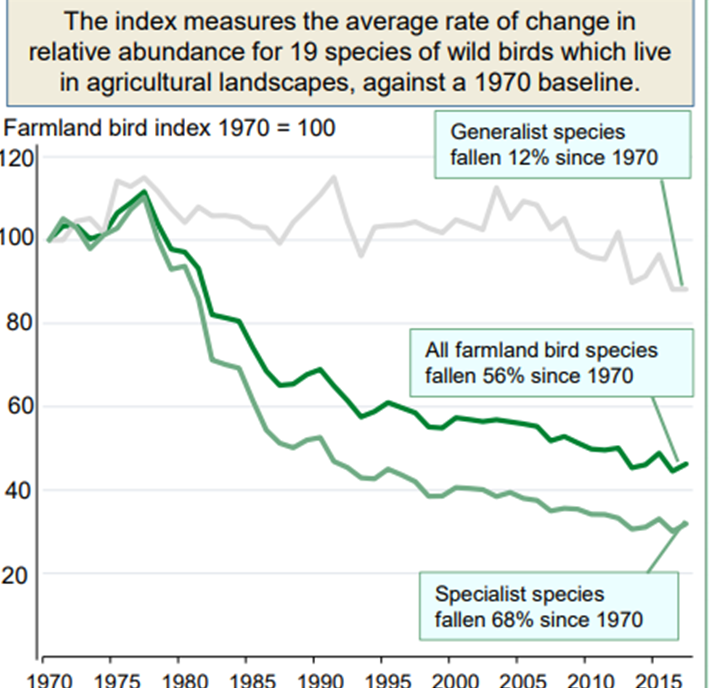 The index measures the average rate of change in
relative abundance for 19 species of wild birds which live
in agricultural landscapes, against a 1970 baseline.
Farmland bird index 1970 = 100
Generalist species
fallen 12% since 1970
120
100
80
All farmland bird species
fallen 56% since 1970
60
40
20
Specialist species
fallen 68% since 1970
1970 1975 1980 1985 1990 1995 2000 2005 2010 2015